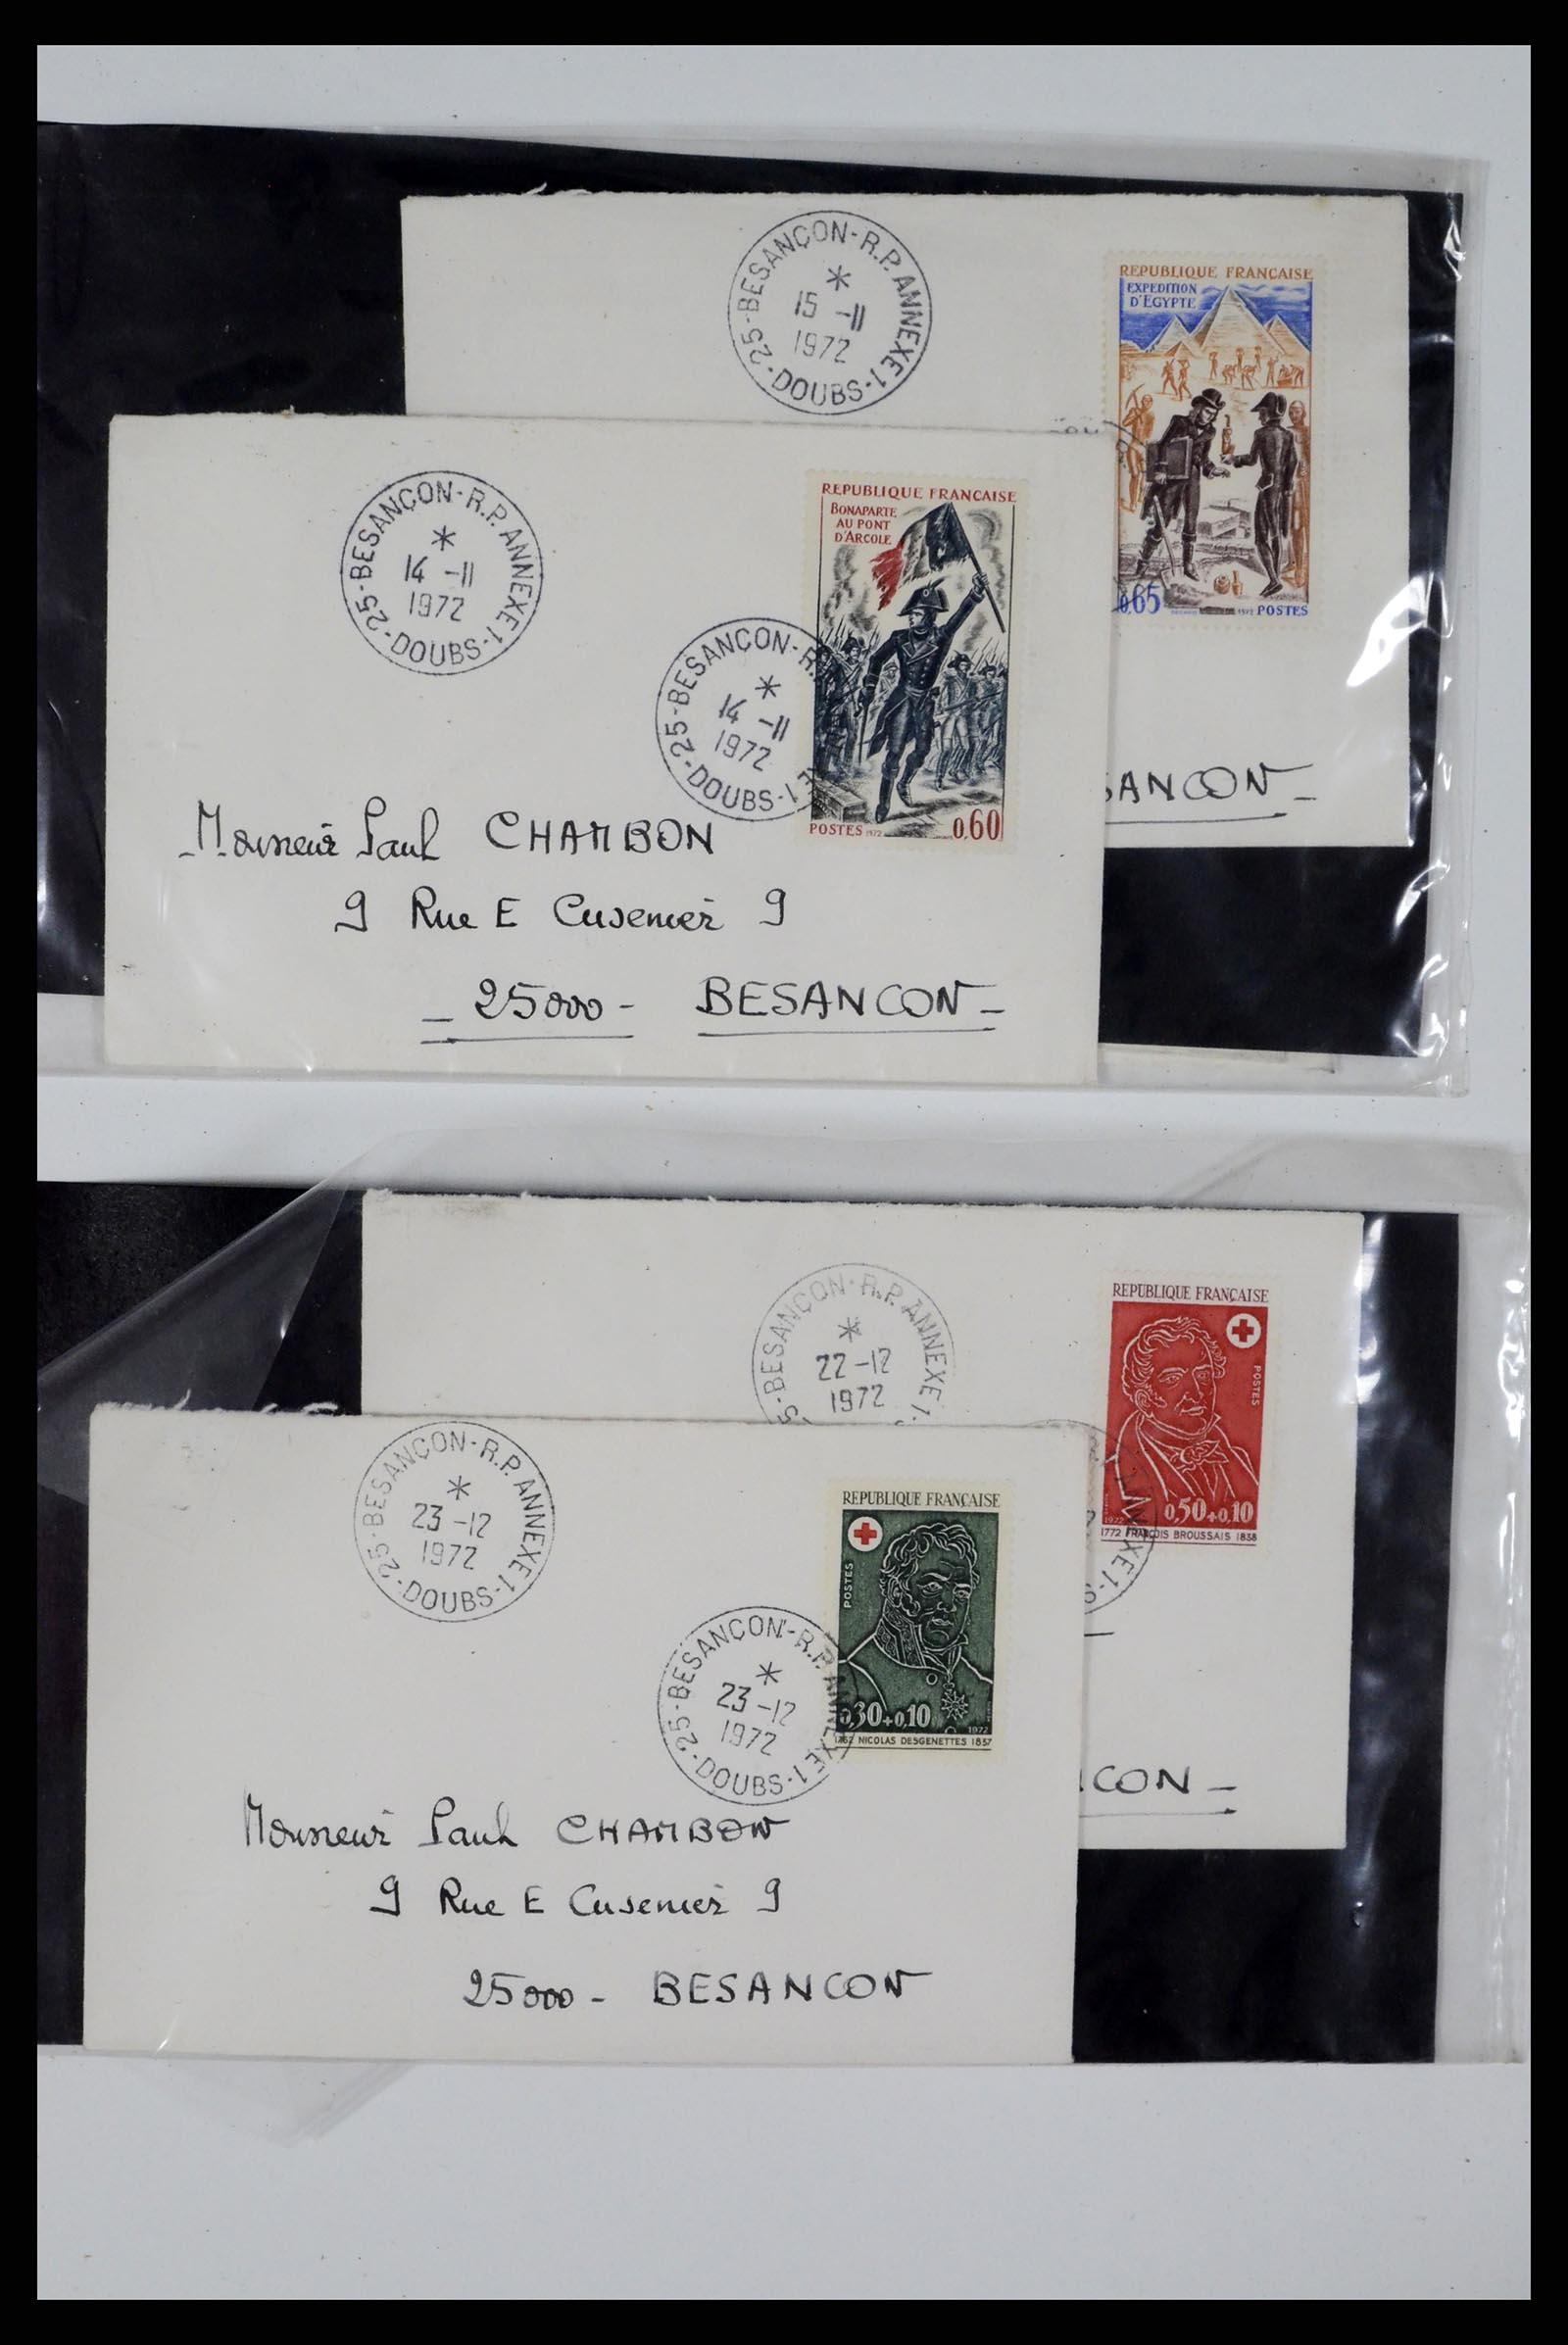 25-BESANÇON-R.P. ANNEXE 1-DOUBS-
*
15 -11
1972
REPUBLIQUE FRANÇAISE
EXPEDITION
D'EGYPTE
0,65
1972 POSTES
SANCON-
25-BESANÇON-R.P. ANNEXE 1-DOUBS-
*
14 -11
1972
REPUBLIQUE FRANÇAISE
BONAPARTE
AU PONT
D'ARCOLE
POSTES 1972
0,60
25-BESANÇON-R.
DOUBS-1
*
14 -11
1972
Monsieur Paul CHAMBON
9 Rue E Cusenier 9
25000- BESANCON-
5-BESANÇON-R.P. ANNEXE 1-
*
22-12
1972
REPUBLIQUE FRANÇAISE
POSTES
0,50+0,10
1972
1772 FRANÇOIS BROUSSAIS 1838
NEXE 1-
CON-
25-BESANÇON-R.P. ANNEXE 1-DOUBS-
*
23-12
1972
REPUBLIQUE FRANÇAISE
POSTES
0,30+0,10
1972
1762 NICOLAS DESGENETTES 1837
25-BESANÇON-R.P. ANNEXE 1-DOUBS-
*
23-12
1972
Monsieur Paul CHAMBON
9 Rue E Cusenier 9
25000- BESANCON